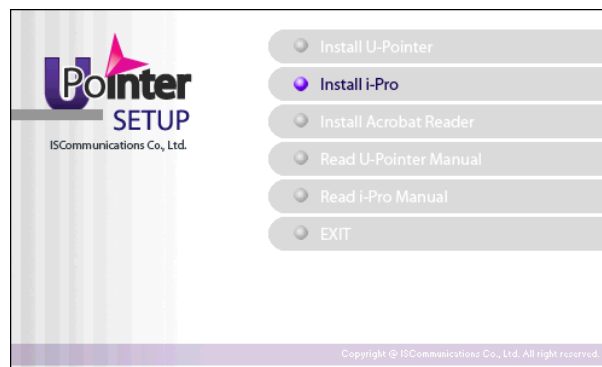 UPointer
SETUP
ISCommunications Co., Ltd.
Install U-Pointer
Install i-Pro
Install Acrobat Reader
Read U-Pointer Manual
Read i-Pro Manual
EXIT
Copyright @ ISCommunications Co., Ltd. All right reserved.